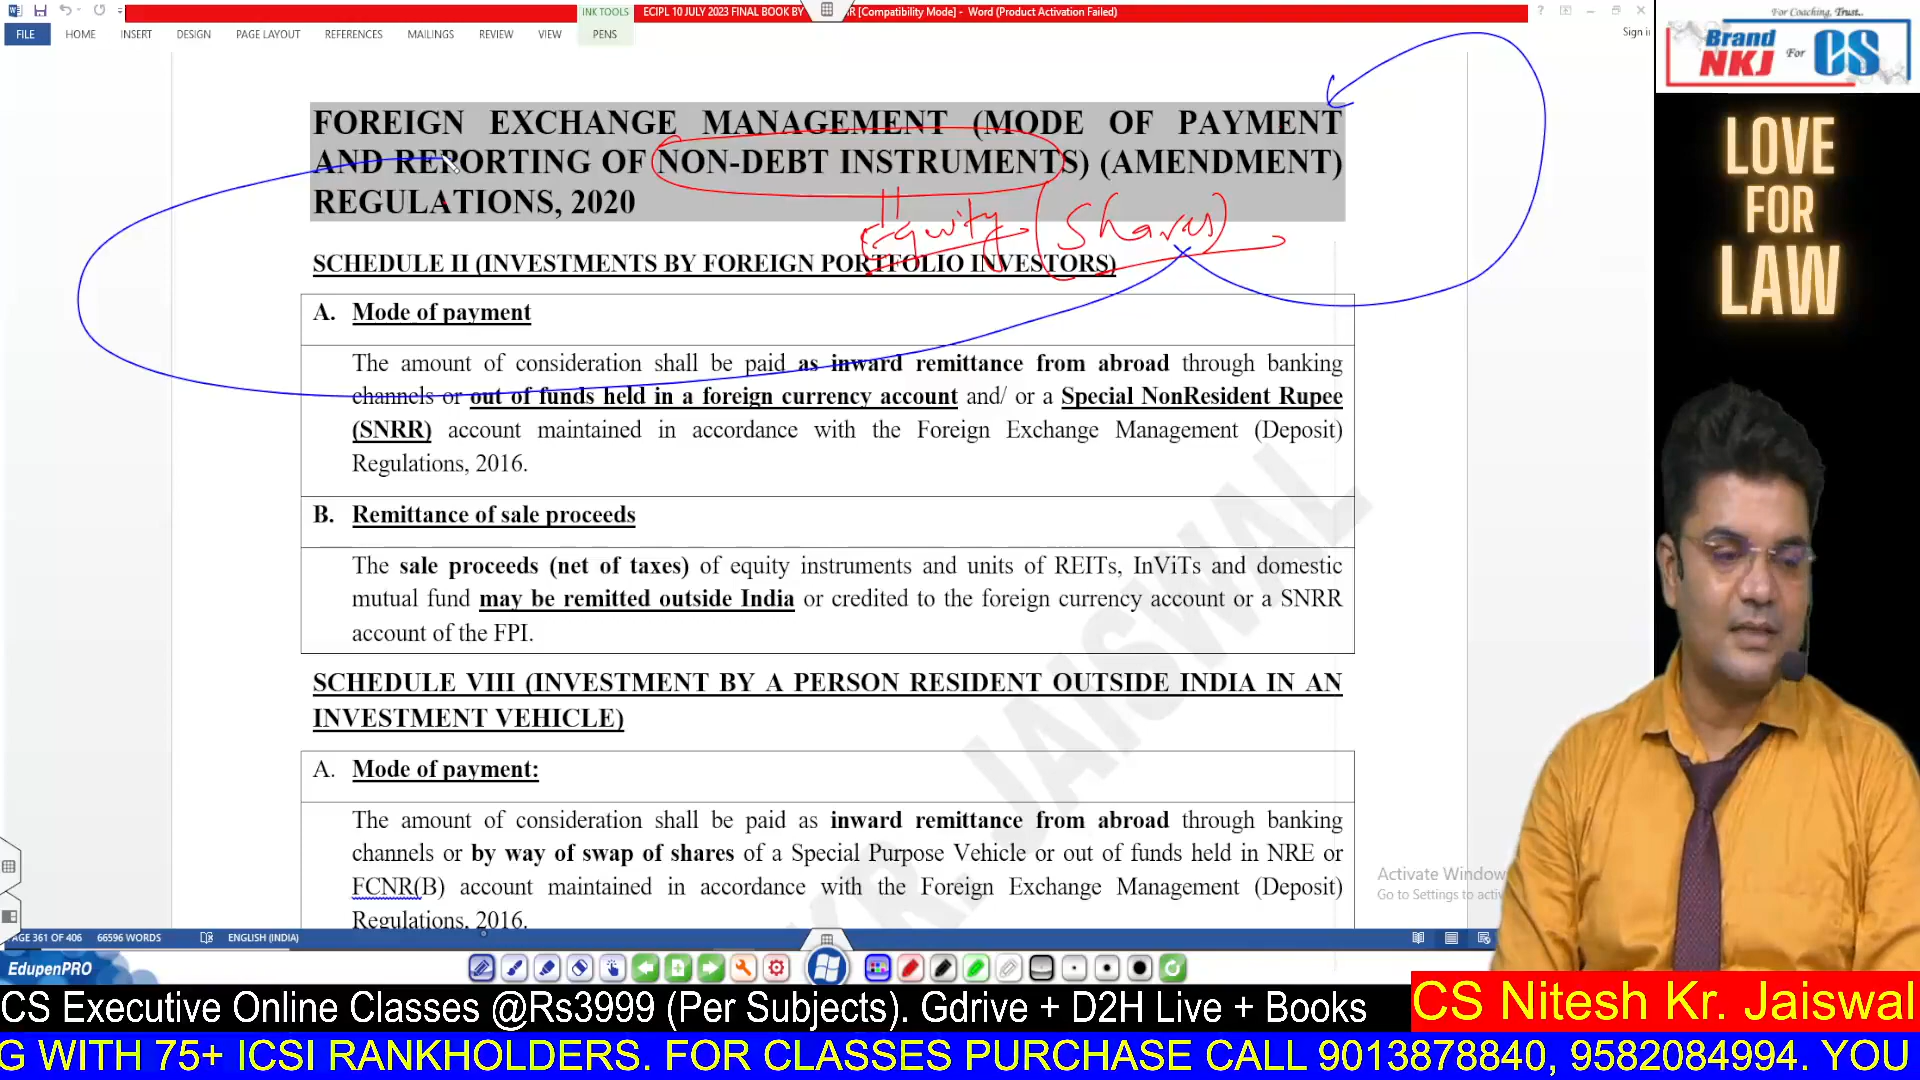 INK TOOLS
ECIPL 10 JULY 2023 FINAL BOOK BY
R [Compatibility Mode] - Word (Product Activation Failed)
FILE HOME INSERT DESIGN PAGE LAYOUT REFERENCES MAILINGS REVIEW VIEW PENS
Sign i
For Coaching, Trust..
Brand NKJ For CS
LOVE
FOR
LAW
FOREIGN EXCHANGE MANAGEMENT (MODE OF PAYMENT
AND REPORTING OF NON-DEBT INSTRUMENTS) (AMENDMENT)
REGULATIONS, 2020
Equity (Shares)
SCHEDULE II (INVESTMENTS BY FOREIGN PORTFOLIO INVESTORS)
A. Mode of payment
The amount of consideration shall be paid as inward remittance from abroad through banking
channels or out of funds held in a foreign currency account and/ or a Special NonResident Rupee
(SNRR) account maintained in accordance with the Foreign Exchange Management (Deposit)
Regulations, 2016.
B. Remittance of sale proceeds
The sale proceeds (net of taxes) of equity instruments and units of REITs, InViTs and domestic
mutual fund may be remitted outside India or credited to the foreign currency account or a SNRR
account of the FPI.
SCHEDULE VIII (INVESTMENT BY A PERSON RESIDENT OUTSIDE INDIA IN AN
INVESTMENT VEHICLE)
A. Mode of payment:
The amount of consideration shall be paid as inward remittance from abroad through banking
channels or by way of swap of shares of a Special Purpose Vehicle or out of funds held in NRE or
FCNR(B) account maintained in accordance with the Foreign Exchange Management (Deposit)
Regulations, 2016.
KR. JAISWAL
Activate Window
Go to Settings to activ
PAGE 361 OF 406 66596 WORDS ENGLISH (INDIA)
EdupenPRO
CS Executive Online Classes @Rs3999 (Per Subjects). Gdrive + D2H Live + Books
CS Nitesh Kr. Jaiswal
G WITH 75+ ICSI RANKHOLDERS. FOR CLASSES PURCHASE CALL 9013878840, 9582084994. YOU